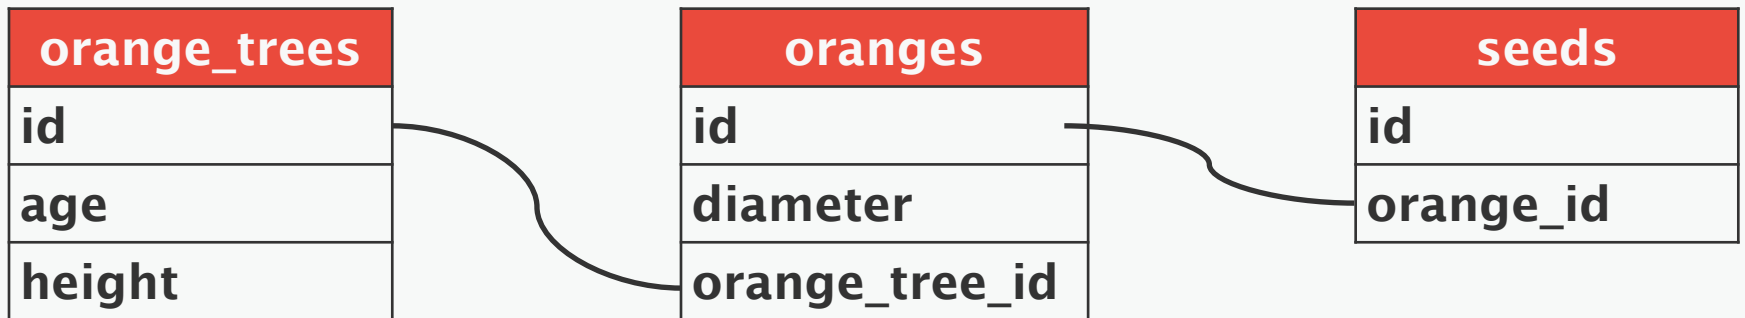 orange_trees
id
age
height
oranges
id
diameter
orange_tree_id
seeds
id
orange_id